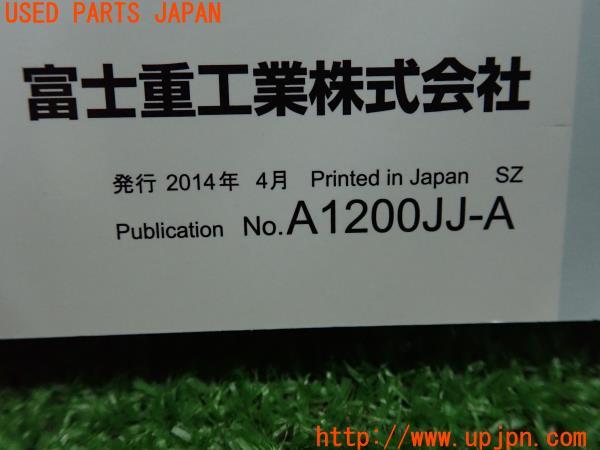 USED PARTS JAPAN
富士重工業株式会社
発行 2014年 4月 Printed in Japan SZ
Publication No.A1200JJ-A
http://www.upjpn.com/